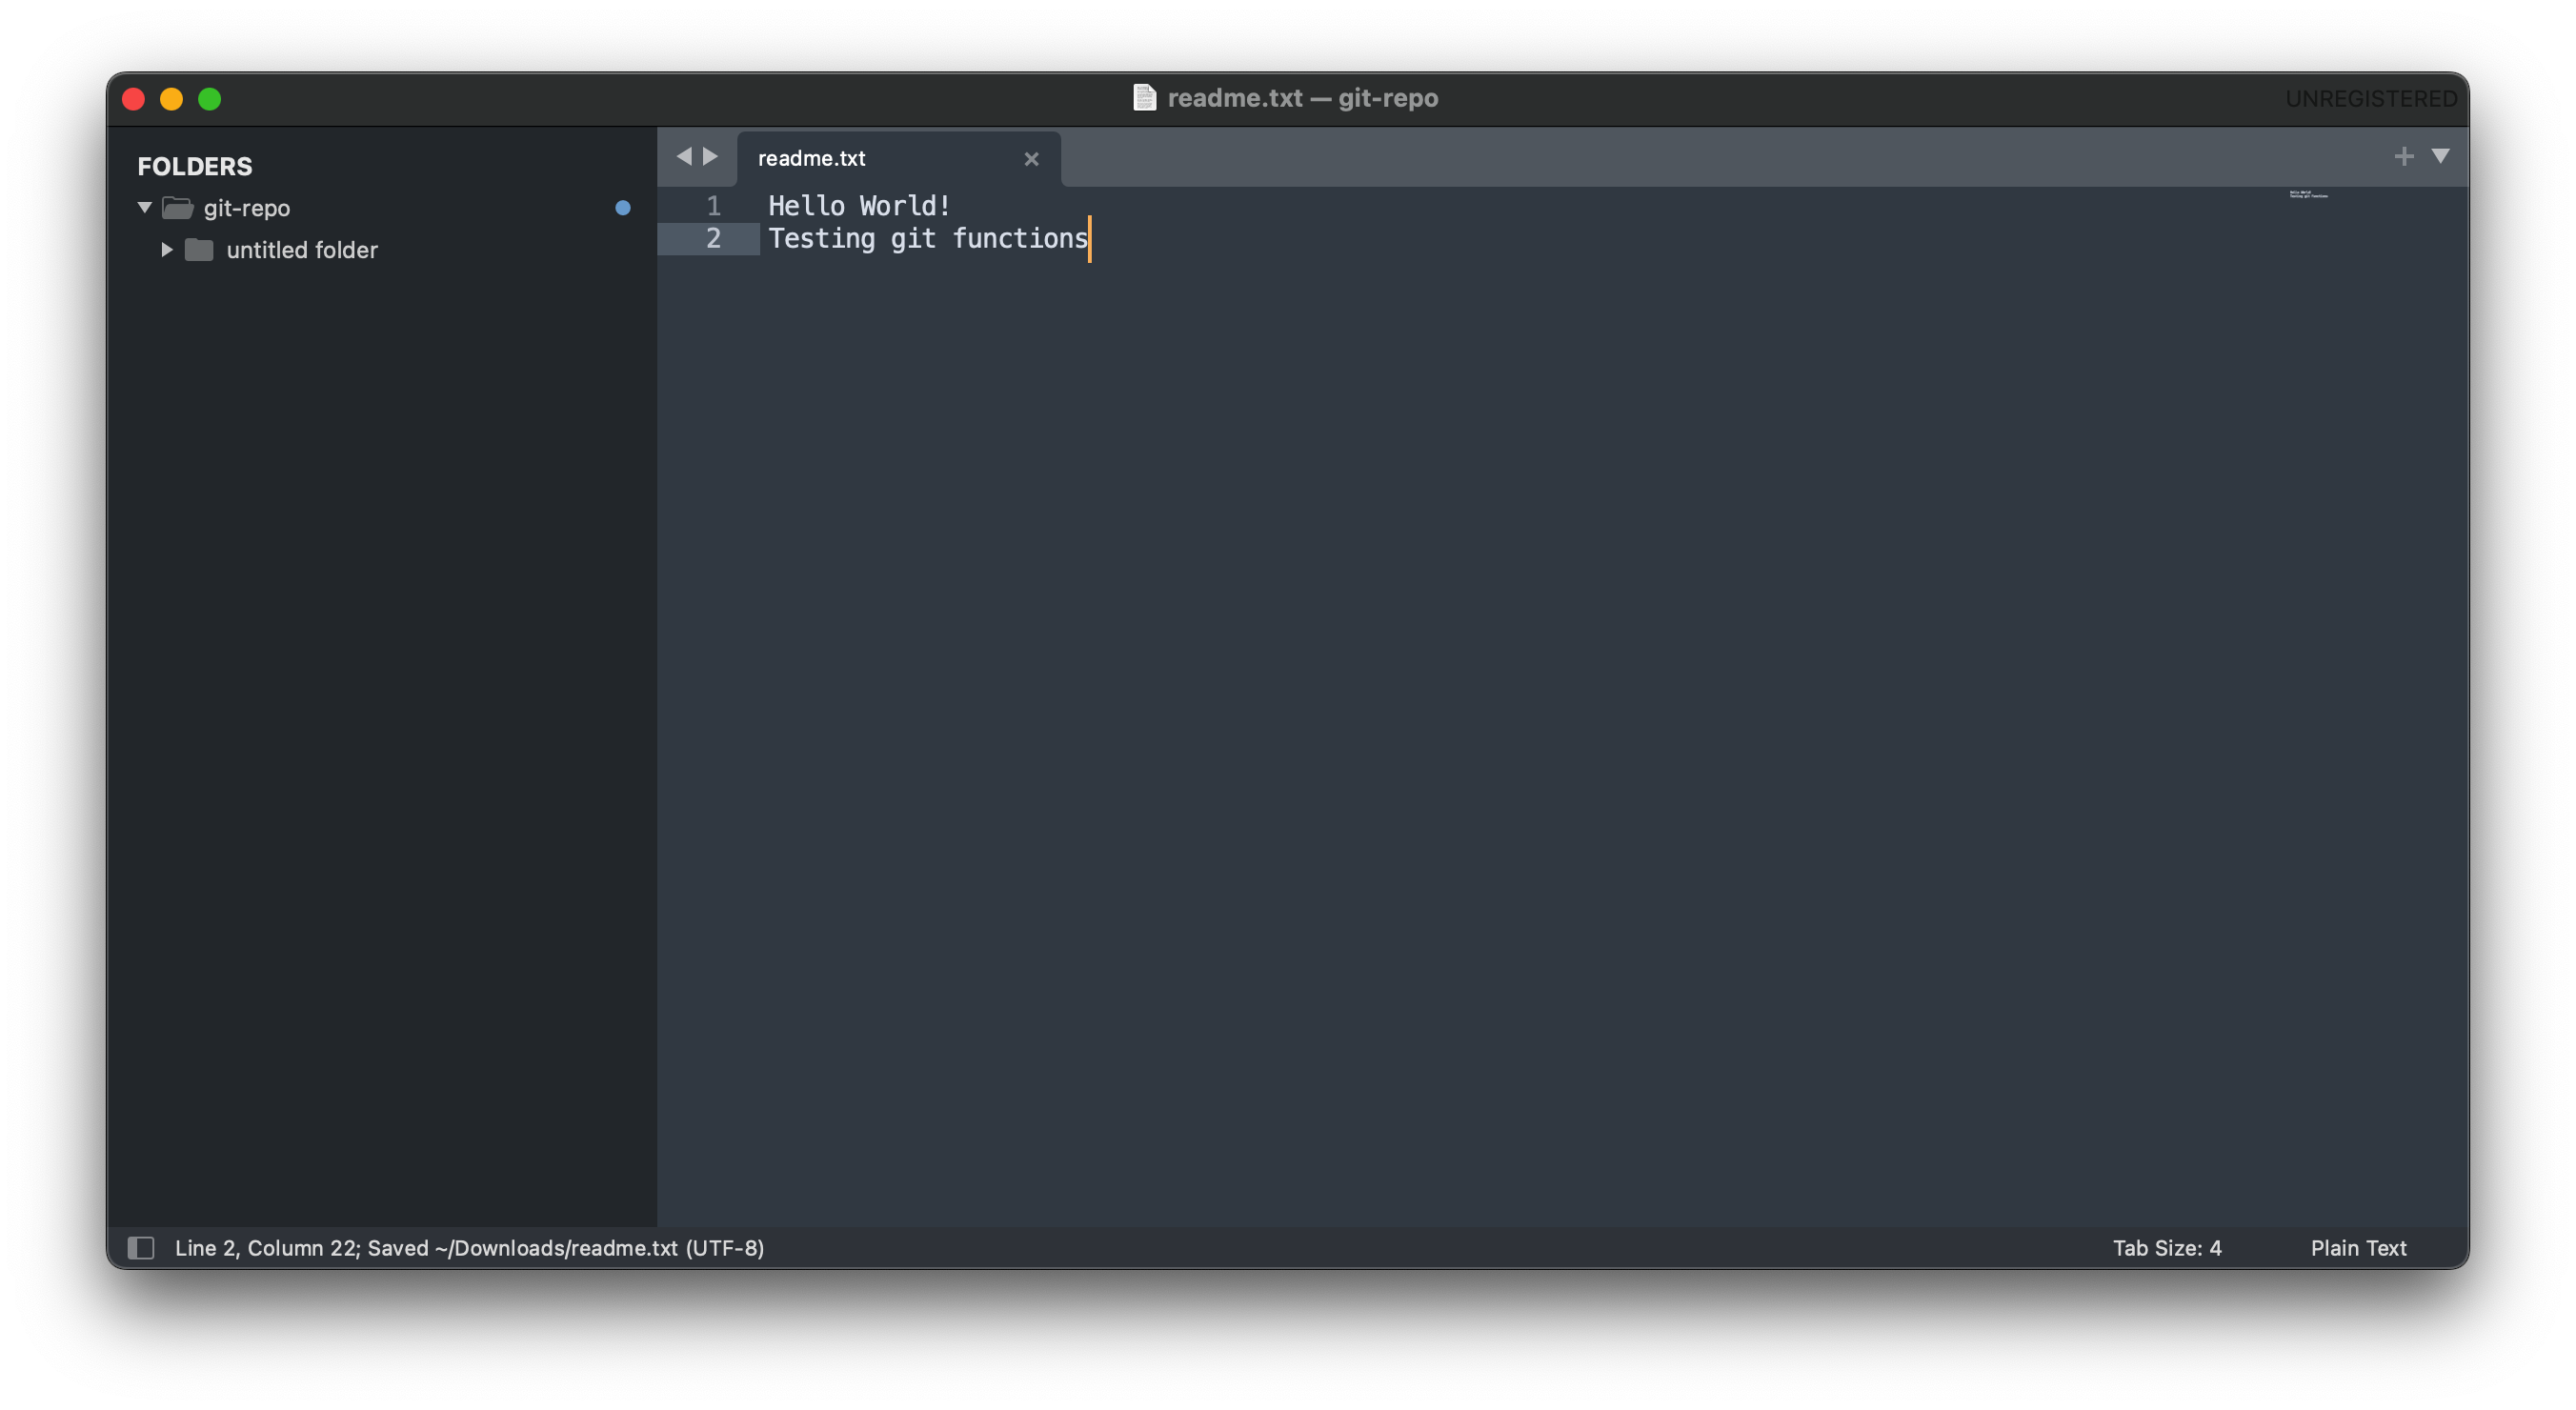 readme.txt — git-repo
UNREGISTERED
FOLDERS
git-repo
untitled folder
readme.txt
1 Hello World!
2 Testing git functions
Line 2, Column 22; Saved ~/Downloads/readme.txt (UTF-8)
Tab Size: 4
Plain Text